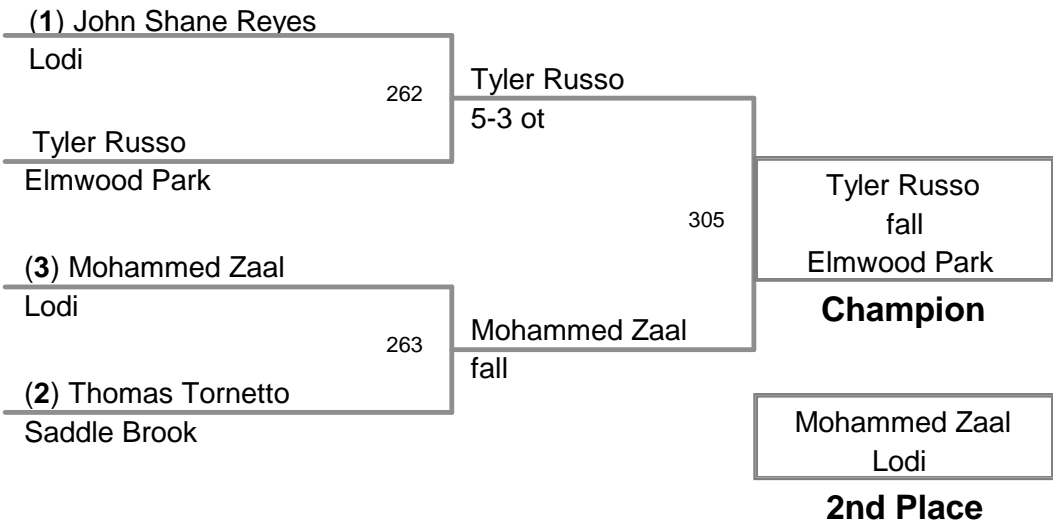 (1) John Shane Reyes
Lodi
262
Tyler Russo
Elmwood Park
Tyler Russo
5-3 ot
(3) Mohammed Zaal
Lodi
263
(2) Thomas Tornetto
Saddle Brook
Mohammed Zaal
fall
305
Tyler Russo
fall
Elmwood Park
Champion
Mohammed Zaal
Lodi
2nd Place